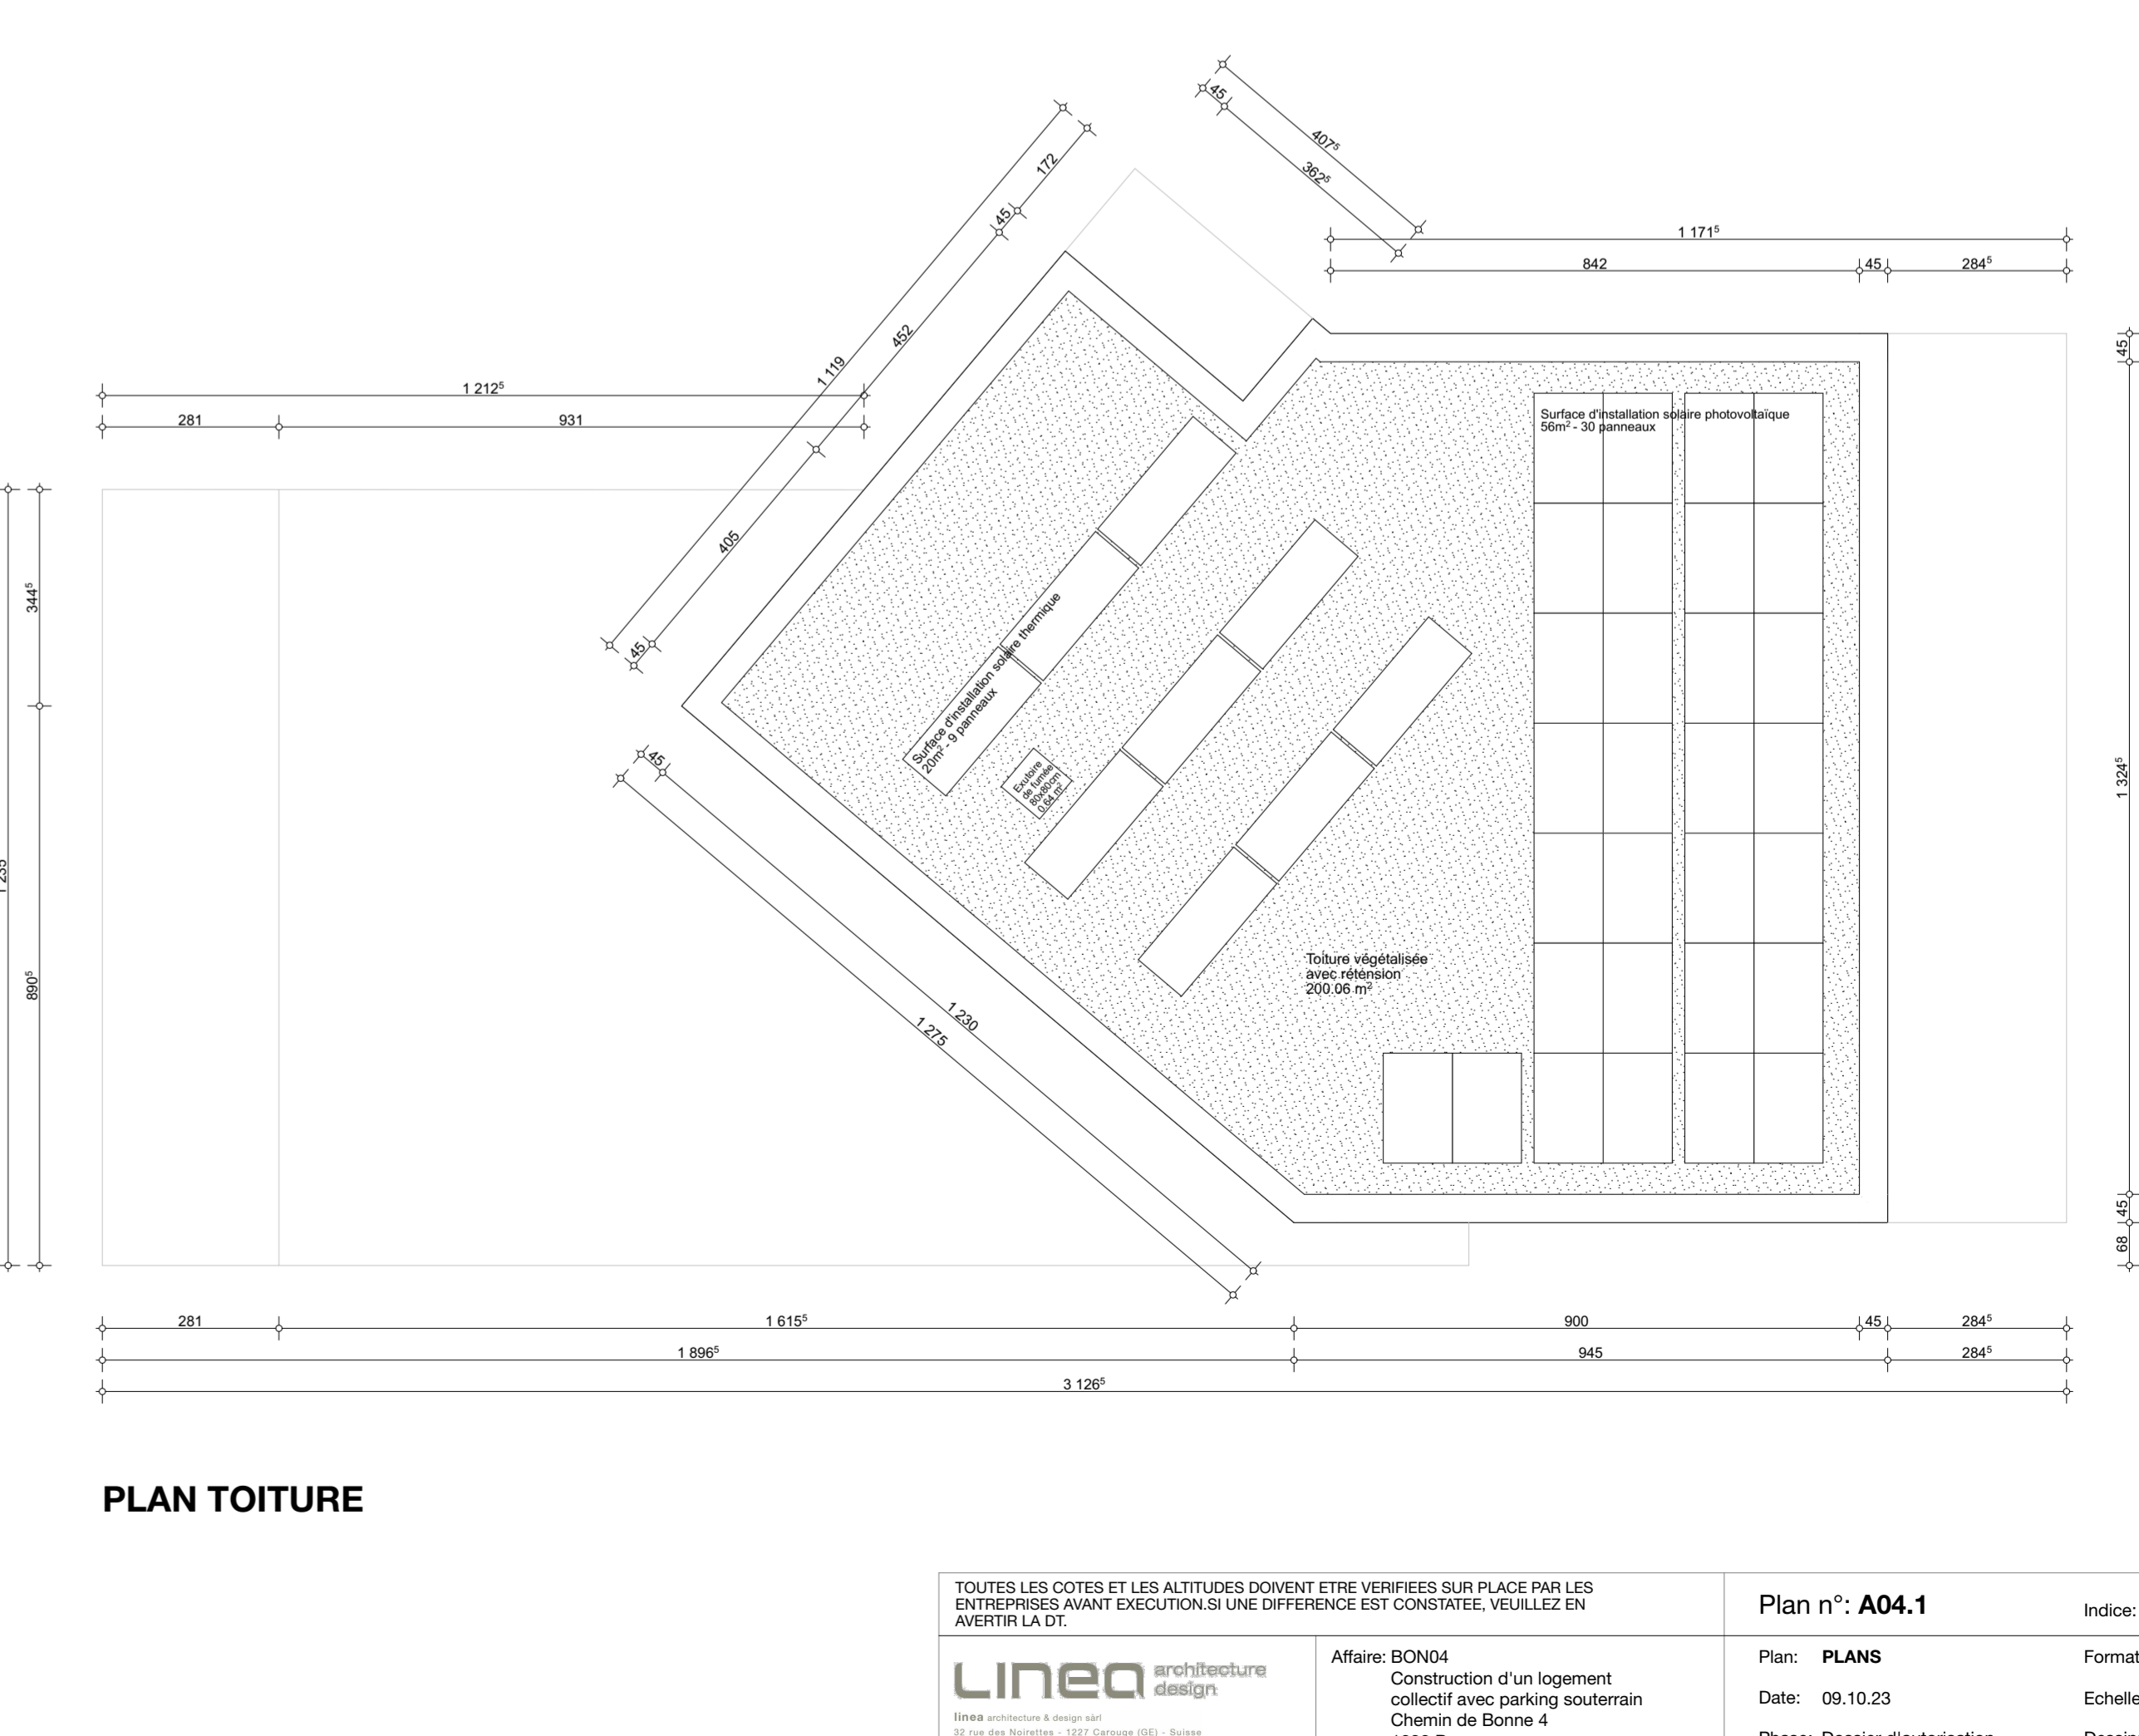 45
407⁵
362⁵
172
45
1 171⁵
842
45
284⁵
452
1 119
45
1 212⁵
281
931
Surface d'installation solaire photovoltaïque
56m² - 30 panneaux
405
344⁵
45
Surface d'installation solaire thermique
20m² - 9 panneaux
45
Exutoire
de fumée
80x80cm
0.64 m²
1 324⁵
890⁵
Toiture végétalisée
avec rétension
200.06 m²
1 230
1 275
45
68
281
1 615⁵
900
45
284⁵
1 896⁵
945
284⁵
3 126⁵
PLAN TOITURE
TOUTES LES COTES ET LES ALTITUDES DOIVENT ETRE VERIFIEES SUR PLACE PAR LES
ENTREPRISES AVANT EXECUTION.SI UNE DIFFERENCE EST CONSTATEE, VEUILLEZ EN
AVERTIR LA DT.
Plan n°: A04.1
Indice:
linea architecture
design
linea architecture & design sàrl
32 rue des Noirettes - 1227 Carouge (GE) - Suisse
Affaire: BON04
Construction d'un logement
collectif avec parking souterrain
Chemin de Bonne 4
Plan: PLANS
Format
Date: 09.10.23
Echelle